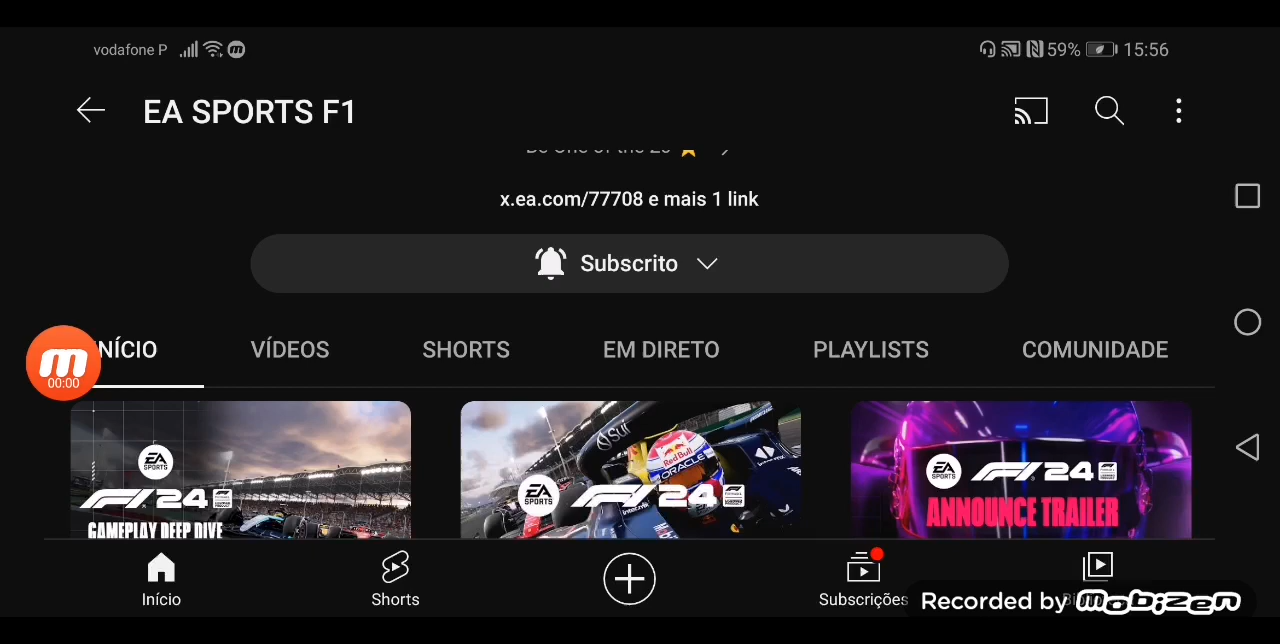 vodafone P
59% 15:56
EA SPORTS F1
x.ea.com/77708 e mais 1 link
Subscrito
00:00
NÍCIO VÍDEOS SHORTS EM DIRETO PLAYLISTS COMUNIDADE
EA SPORTS
F1 24
GAMEPLAY DEEP DIVE
Red Bull
ORACLE
EA SPORTS
F1 24
EA SPORTS
F1 24
ANNOUNCE TRAILER
Início Shorts Subscrições
Recorded by mobizen